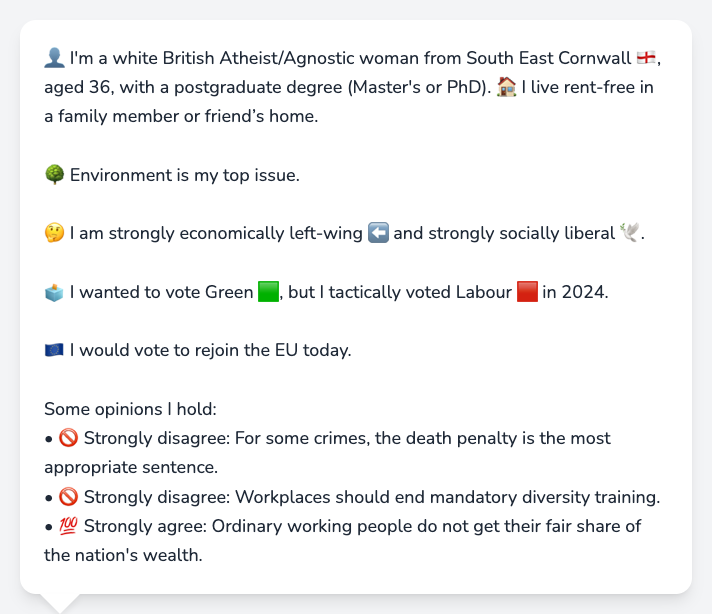 👤 I'm a white British Atheist/Agnostic woman from South East Cornwall 🏴󠁧󠁢󠁥󠁮󠁧󠁿,
aged 36, with a postgraduate degree (Master's or PhD). 🏠 I live rent-free in
a family member or friend’s home.
🌳 Environment is my top issue.
🤔 I am strongly economically left-wing ⬅️ and strongly socially liberal 🕊️.
🗳️ I wanted to vote Green 🟩, but I tactically voted Labour 🟥 in 2024.
🇪🇺 I would vote to rejoin the EU today.
Some opinions I hold:
• 🚫 Strongly disagree: For some crimes, the death penalty is the most
appropriate sentence.
• 🚫 Strongly disagree: Workplaces should end mandatory diversity training.
• 💯 Strongly agree: Ordinary working people do not get their fair share of
the nation's wealth.